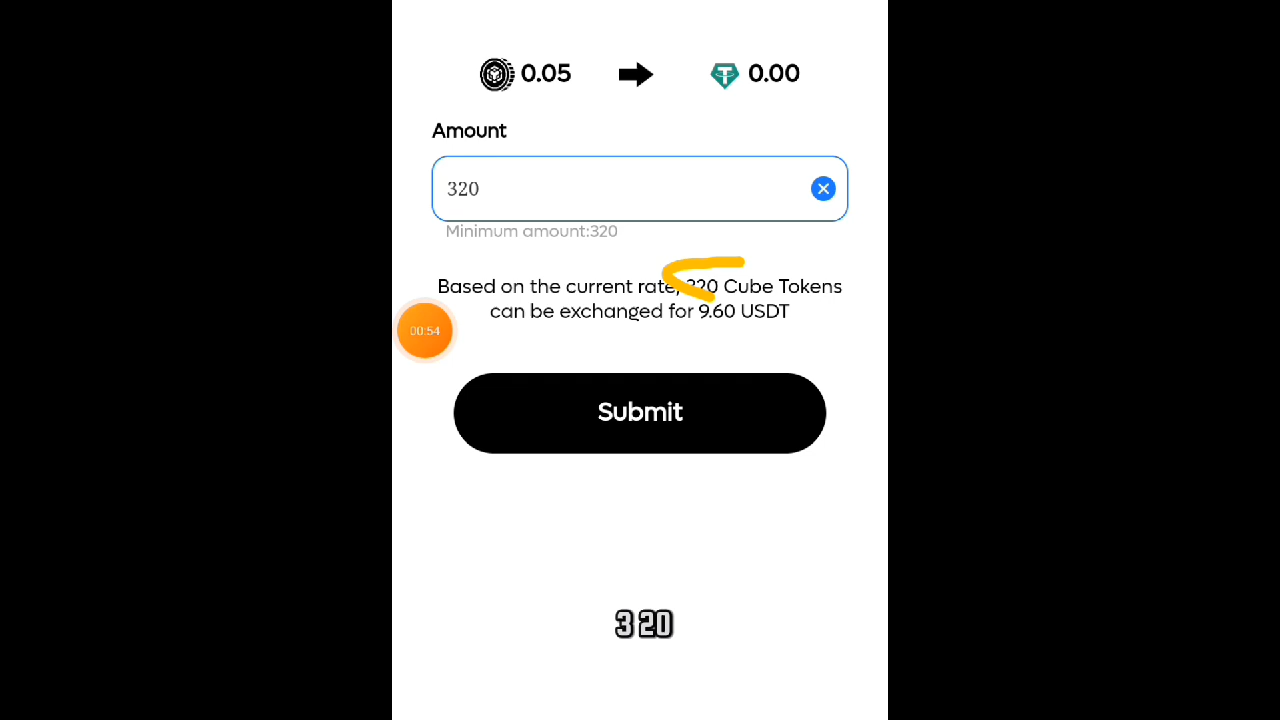 0.05 0.00
Amount
320
Minimum amount:320
Based on the current rate, 320 Cube Tokens
can be exchanged for 9.60 USDT
00:54
Submit
320